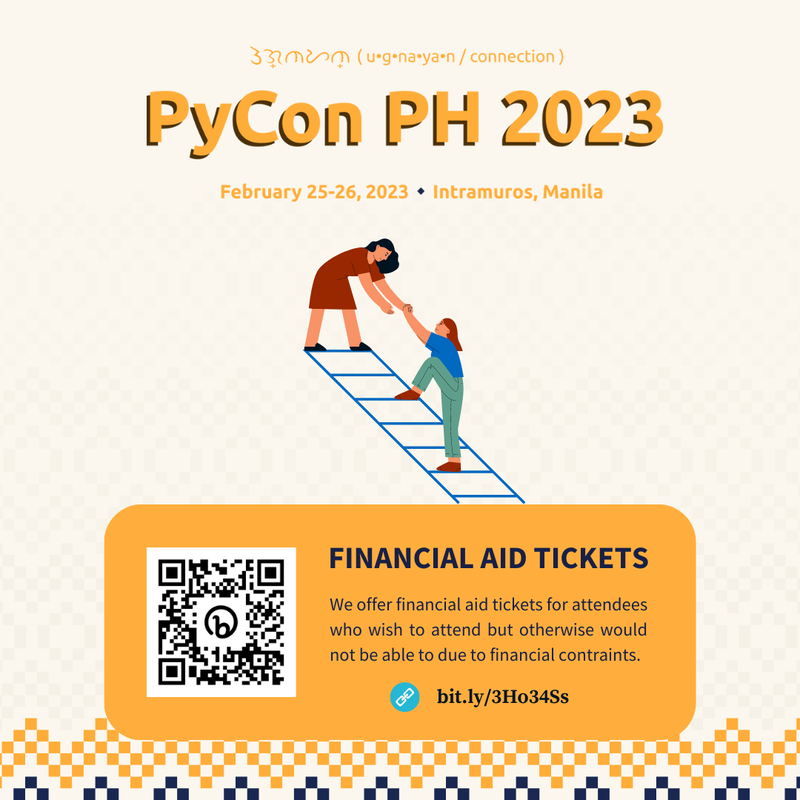 ᜂᜄ᜔ᜈᜌᜈ᜔ ( u•g•na•ya•n / connection )
PyCon PH 2023
February 25-26, 2023 ◆ Intramuros, Manila
FINANCIAL AID TICKETS
We offer financial aid tickets for attendees
who wish to attend but otherwise would
not be able to due to financial contraints.
bit.ly/3Ho34Ss